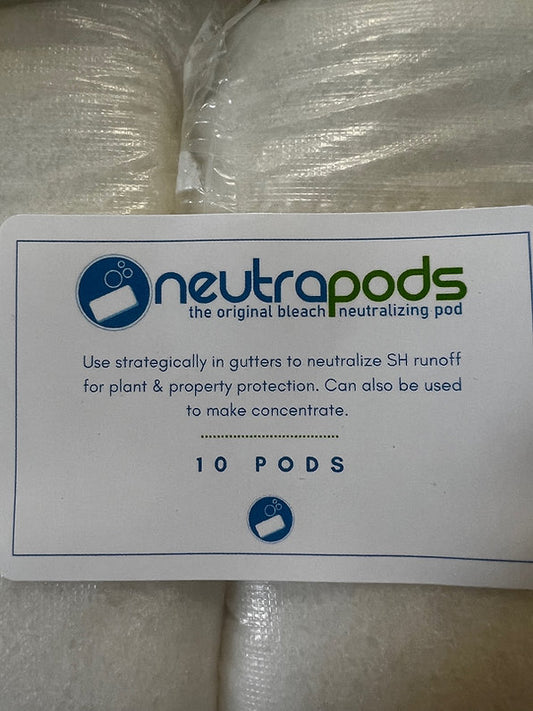 neutrapods
the original bleach neutralizing pod
Use strategically in gutters to neutralize SH runoff
for plant & property protection. Can also be used
to make concentrate.
10 PODS